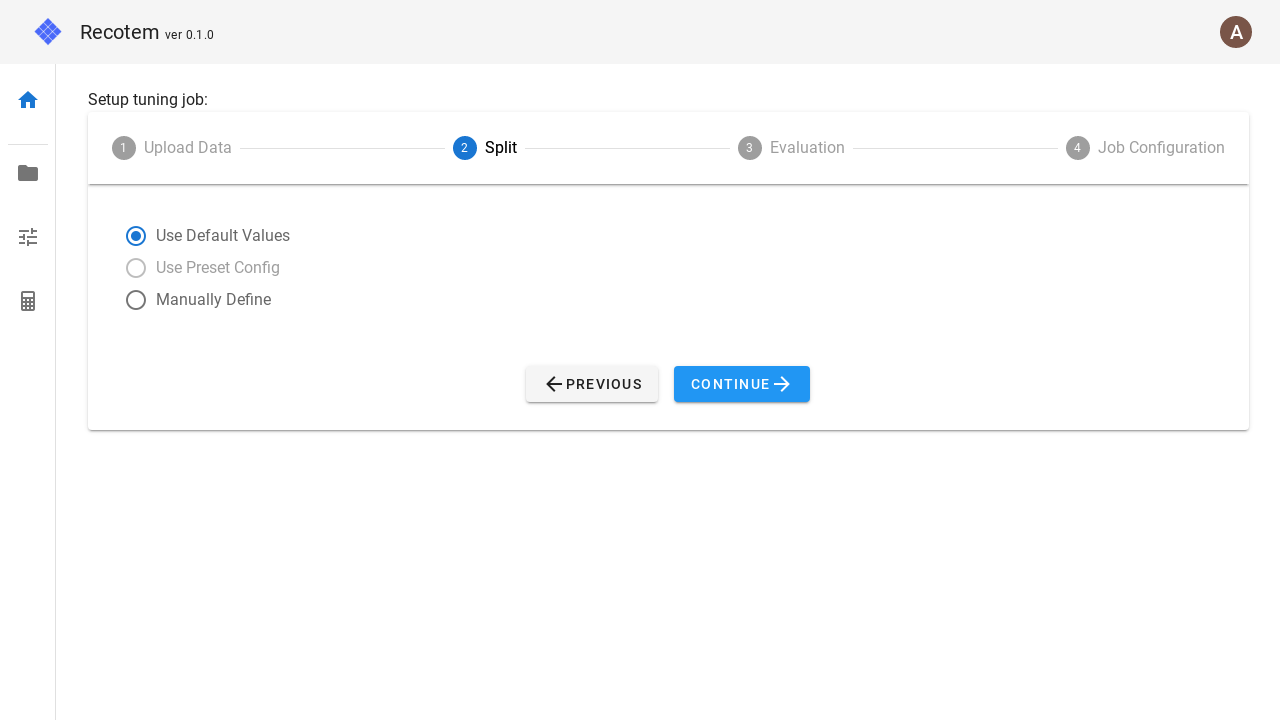 Recotem ver 0.1.0
A
Setup tuning job:
1 Upload Data
2 Split
3 Evaluation
4 Job Configuration
Use Default Values
Use Preset Config
Manually Define
PREVIOUS
CONTINUE